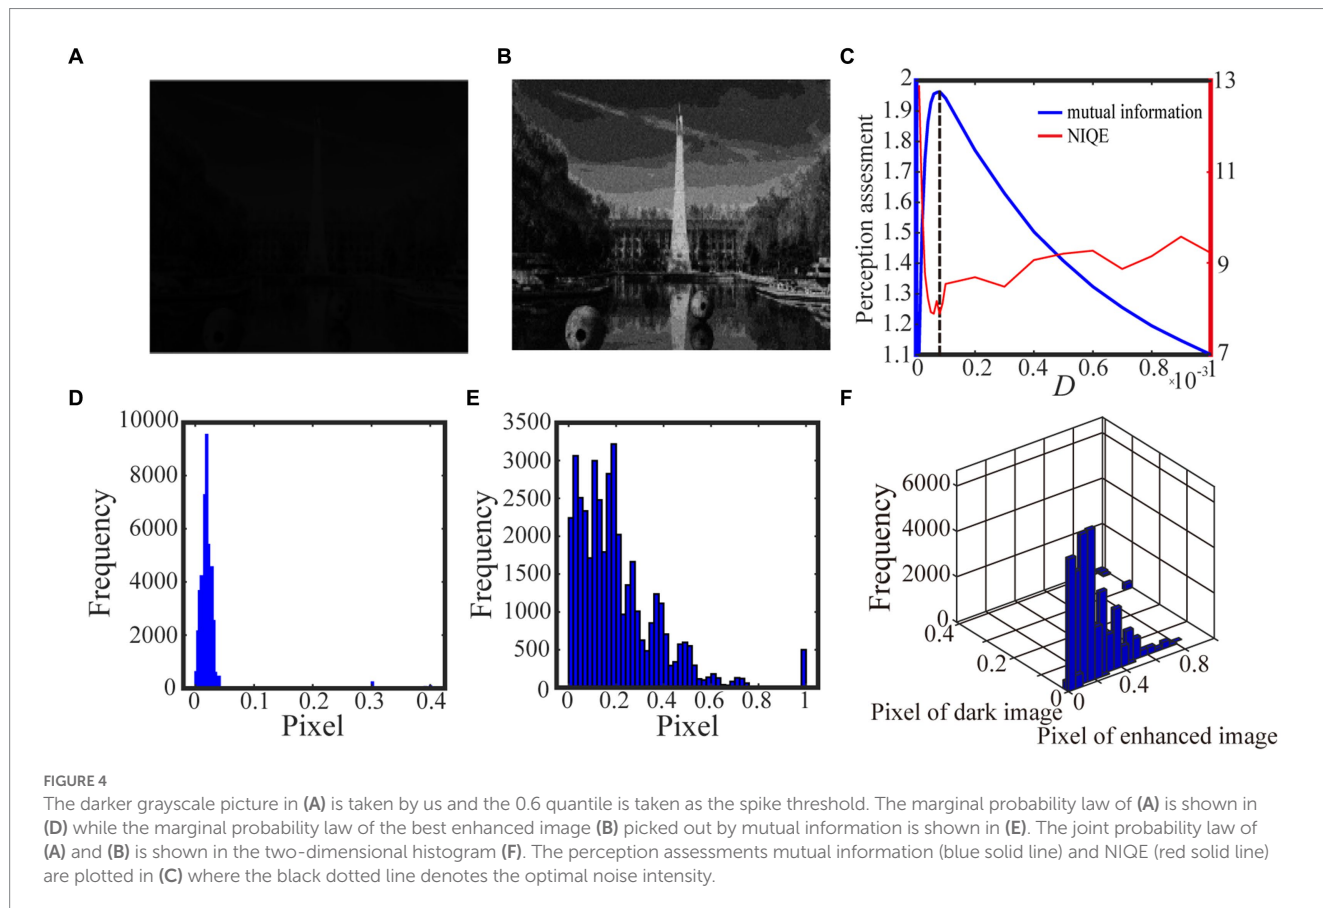 A
B
C
2
1.9
1.8
1.7
1.6
1.5
1.4
1.3
1.2
1.1
Perception assesment
mutual information
NIQE
13
11
9
7
0 0.2 0.4 0.6 0.8 1
×10⁻³
D
D
10000
8000
6000
4000
2000
0
Frequency
0 0.1 0.2 0.3 0.4
Pixel
E
3500
3000
2500
2000
1500
1000
500
0
Frequency
0 0.2 0.4 0.6 0.8 1
Pixel
F
6000
4000
2000
0
Frequency
0.4
0.2
0
0
0.4
0.8
Pixel of dark image
Pixel of enhanced image
FIGURE 4
The darker grayscale picture in (A) is taken by us and the 0.6 quantile is taken as the spike threshold. The marginal probability law of (A) is shown in
(D) while the marginal probability law of the best enhanced image (B) picked out by mutual information is shown in (E). The joint probability law of
(A) and (B) is shown in the two-dimensional histogram (F). The perception assessments mutual information (blue solid line) and NIQE (red solid line)
are plotted in (C) where the black dotted line denotes the optimal noise intensity.